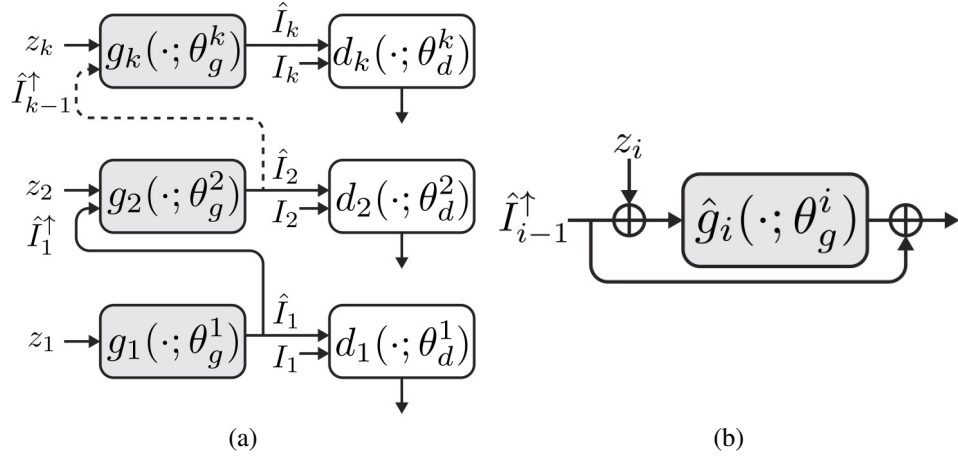 z_k
g_k(·; θ_g^k)
Î_k
I_k
d_k(·; θ_d^k)
Î_{k−1}^↑
z_2
g_2(·; θ_g^2)
Î_2
I_2
d_2(·; θ_d^2)
Î_1^↑
z_1
g_1(·; θ_g^1)
Î_1
I_1
d_1(·; θ_d^1)
(a)
z_i
Î_{i−1}^↑
ĝ_i(·; θ_g^i)
(b)